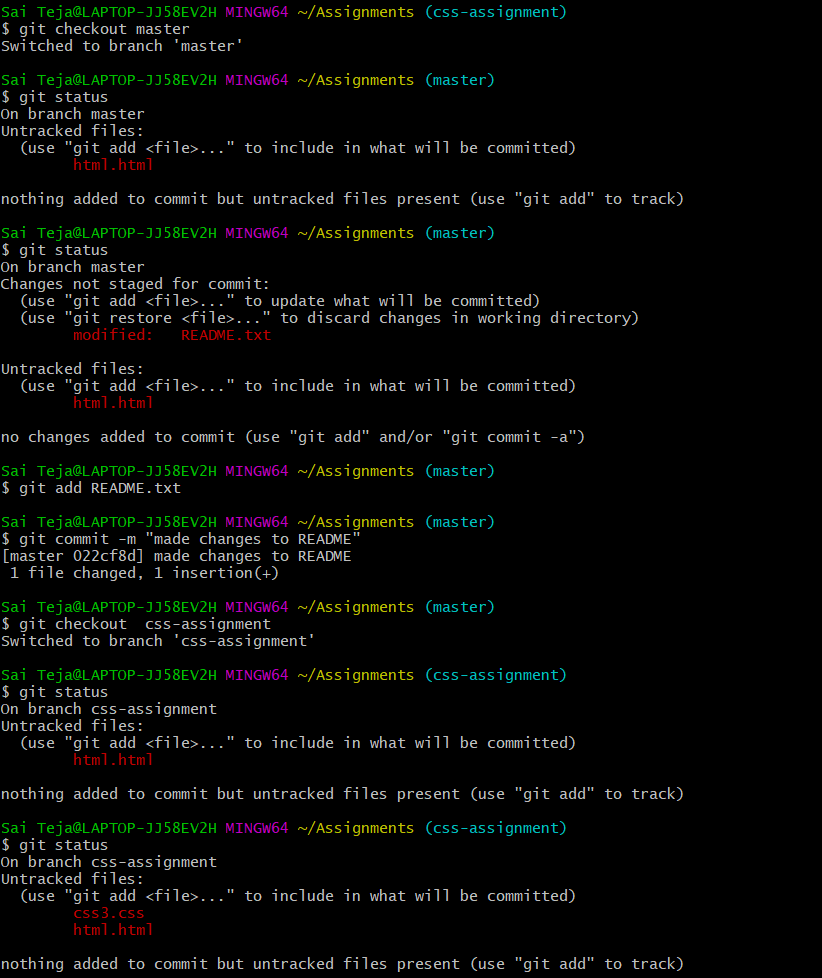 Sai Teja@LAPTOP-JJ58EV2H MINGW64 ~/Assignments (css-assignment)
$ git checkout master
Switched to branch 'master'

Sai Teja@LAPTOP-JJ58EV2H MINGW64 ~/Assignments (master)
$ git status
On branch master
Untracked files:
  (use "git add <file>..." to include in what will be committed)
        html.html

nothing added to commit but untracked files present (use "git add" to track)

Sai Teja@LAPTOP-JJ58EV2H MINGW64 ~/Assignments (master)
$ git status
On branch master
Changes not staged for commit:
  (use "git add <file>..." to update what will be committed)
  (use "git restore <file>..." to discard changes in working directory)
        modified:   README.txt

Untracked files:
  (use "git add <file>..." to include in what will be committed)
        html.html

no changes added to commit (use "git add" and/or "git commit -a")

Sai Teja@LAPTOP-JJ58EV2H MINGW64 ~/Assignments (master)
$ git add README.txt

Sai Teja@LAPTOP-JJ58EV2H MINGW64 ~/Assignments (master)
$ git commit -m "made changes to README"
[master 022cf8d] made changes to README
 1 file changed, 1 insertion(+)

Sai Teja@LAPTOP-JJ58EV2H MINGW64 ~/Assignments (master)
$ git checkout  css-assignment
Switched to branch 'css-assignment'

Sai Teja@LAPTOP-JJ58EV2H MINGW64 ~/Assignments (css-assignment)
$ git status
On branch css-assignment
Untracked files:
  (use "git add <file>..." to include in what will be committed)
        html.html

nothing added to commit but untracked files present (use "git add" to track)

Sai Teja@LAPTOP-JJ58EV2H MINGW64 ~/Assignments (css-assignment)
$ git status
On branch css-assignment
Untracked files:
  (use "git add <file>..." to include in what will be committed)
        css3.css
        html.html

nothing added to commit but untracked files present (use "git add" to track)